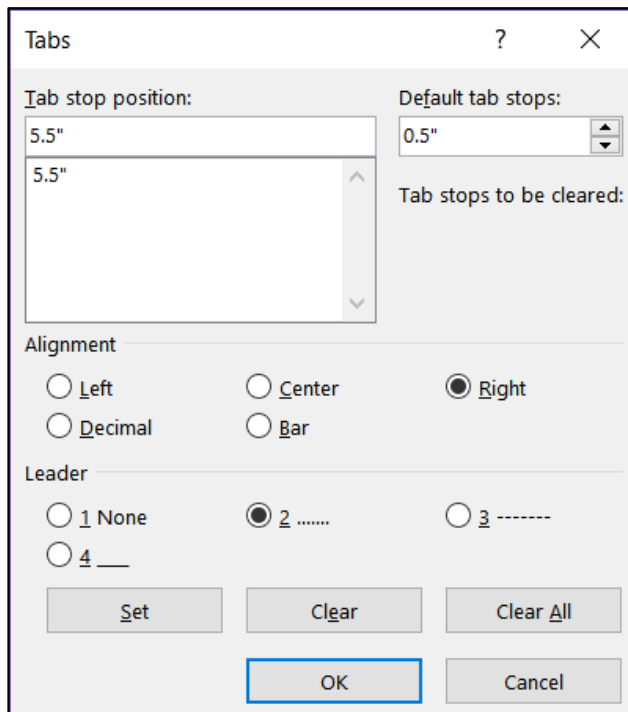 Tabs ?
Tab stop position: Default tab stops:
5.5" 0.5"
5.5"
Tab stops to be cleared:
Alignment
Left Center Right
Decimal Bar
Leader
1 None 2 ....... 3 -------
4 ___
Set Clear Clear All
OK Cancel